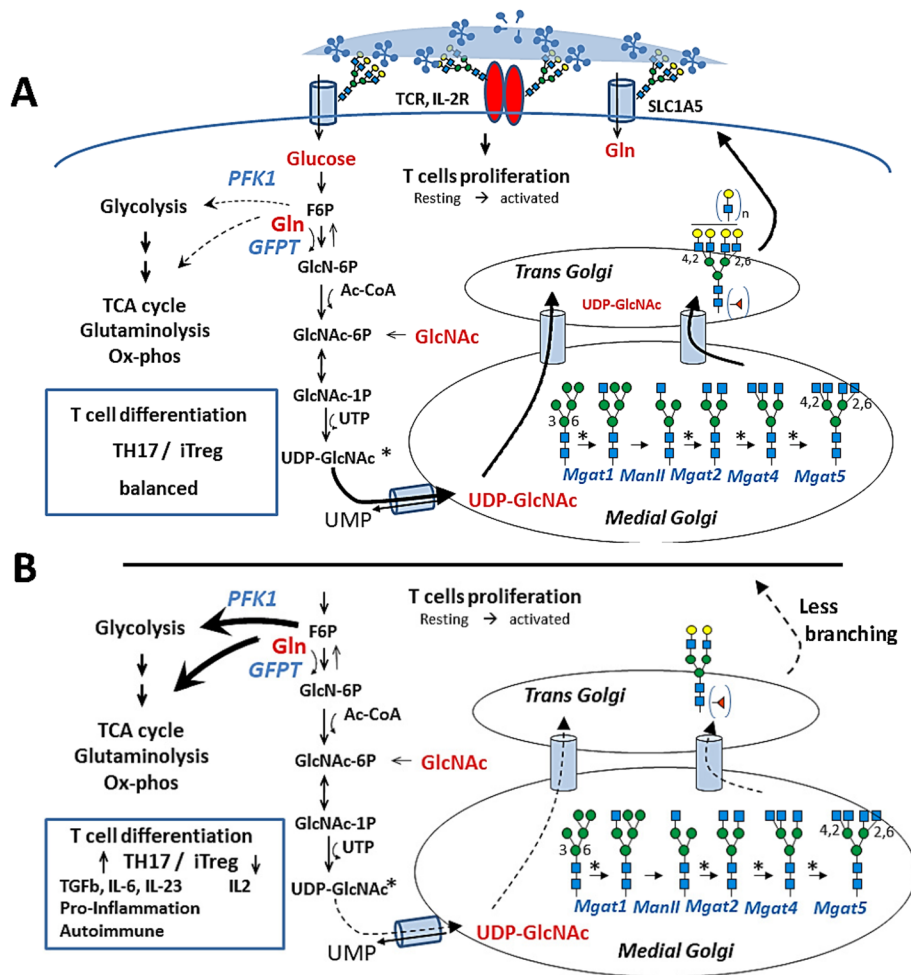 A
TCR, IL-2R
SLC1A5
Glucose
Gln
T cells proliferation
Resting → activated
PFK1
Glycolysis
F6P
Gln
GFPT
GlcN-6P
Ac-CoA
TCA cycle
Glutaminolysis
Ox-phos
GlcNAc-6P ← GlcNAc
GlcNAc-1P
UTP
UDP-GlcNAc *
UMP
T cell differentiation
TH17 / iTreg
balanced
n
4,2 2,6
Trans Golgi
UDP-GlcNAc
3 6
4,2 2,6
* → → * → * → * →
Mgat1 ManII Mgat2 Mgat4 Mgat5
UDP-GlcNAc
Medial Golgi
B
T cells proliferation
Resting → activated
Less
branching
PFK1
Glycolysis
F6P
Gln
GFPT
GlcN-6P
Ac-CoA
TCA cycle
Glutaminolysis
Ox-phos
GlcNAc-6P ← GlcNAc
GlcNAc-1P
UTP
UDP-GlcNAc*
UMP
T cell differentiation
↑ TH17 / iTreg ↓
TGFb, IL-6, IL-23 IL2
Pro-Inflammation
Autoimmune
Trans Golgi
3 6
4,2 2,6
* → → * → * → * →
Mgat1 ManII Mgat2 Mgat4 Mgat5
UDP-GlcNAc
Medial Golgi